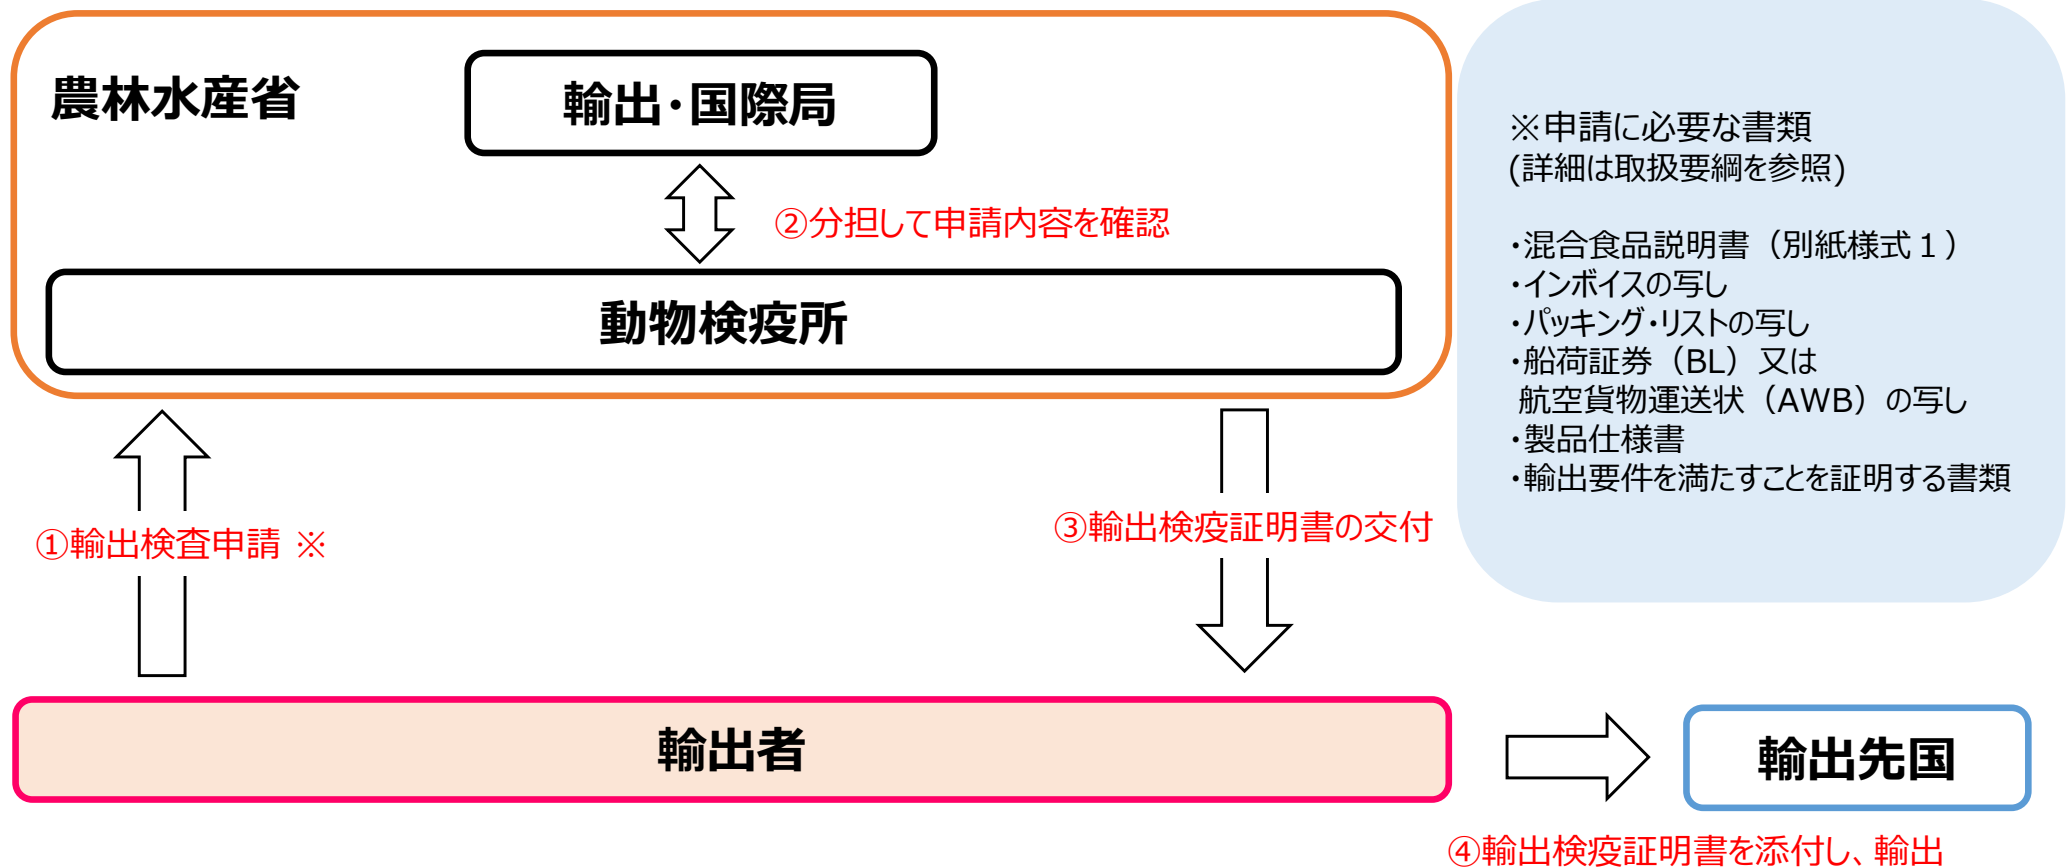 農林水産省
輸出・国際局
②分担して申請内容を確認
動物検疫所
①輸出検査申請 ※
③輸出検疫証明書の交付
輸出者
輸出先国
④輸出検疫証明書を添付し、輸出
※申請に必要な書類
(詳細は取扱要綱を参照)
・混合食品説明書（別紙様式１）
・インボイスの写し
・パッキング・リストの写し
・船荷証券（BL）又は
航空貨物運送状（AWB）の写し
・製品仕様書
・輸出要件を満たすことを証明する書類